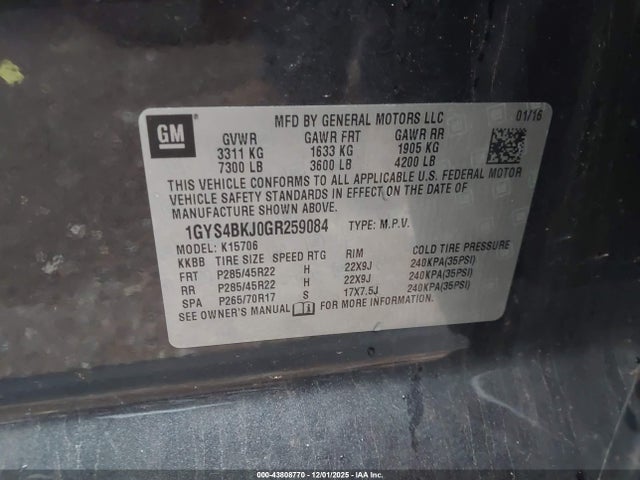 GM
MFD BY GENERAL MOTORS LLC 01/16
GVWR GAWR FRT GAWR RR
3311 KG 1633 KG 1905 KG
7300 LB 3600 LB 4200 LB
THIS VEHICLE CONFORMS TO ALL APPLICABLE U.S. FEDERAL MOTOR
VEHICLE SAFETY STANDARDS IN EFFECT ON THE DATE OF
MANUFACTURE SHOWN ABOVE.
1GYS4BKJ0GR259084 TYPE: M.P.V.
MODEL: K15706
KKBB TIRE SIZE SPEED RTG RIM COLD TIRE PRESSURE
FRT P285/45R22 H 22X9J 240KPA(35PSI)
RR P285/45R22 H 22X9J 240KPA(35PSI)
SPA P265/70R17 S 17X7.5J 240KPA(35PSI)
SEE OWNER'S MANUAL FOR MORE INFORMATION.
000-43808770 • 12/01/2025 - IAA Inc.